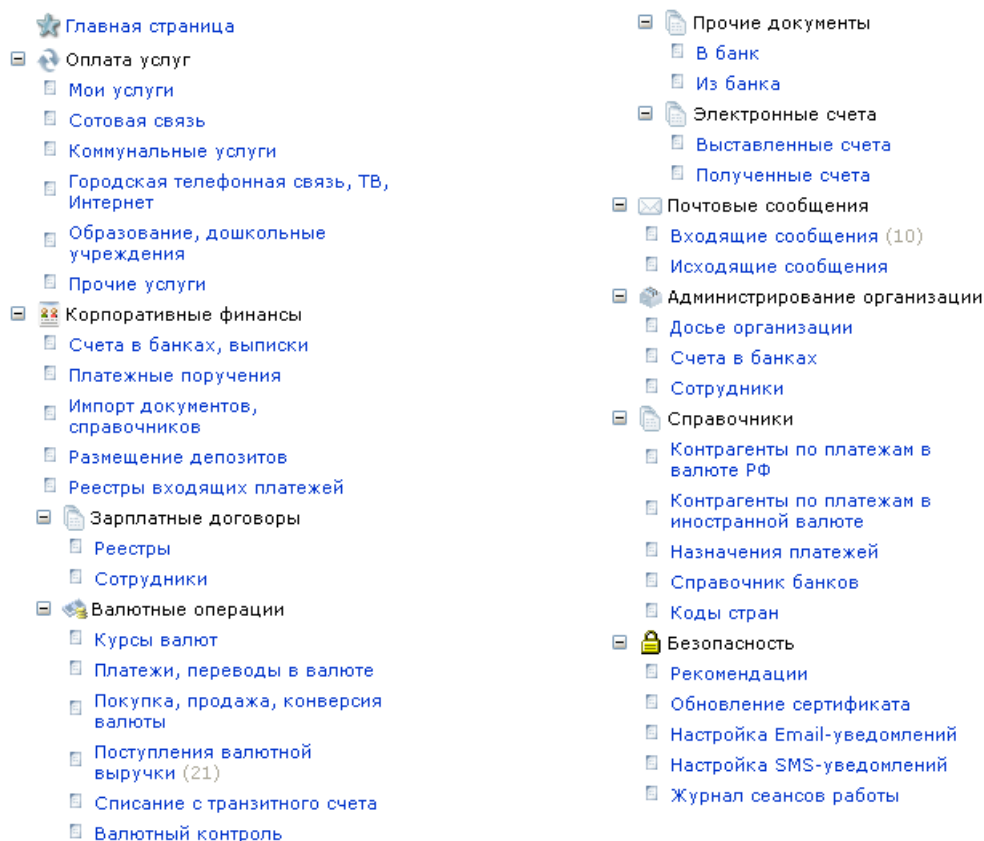 Главная страница
Оплата услуг
Мои услуги
Сотовая связь
Коммунальные услуги
Городская телефонная связь, ТВ,
Интернет
Образование, дошкольные
учреждения
Прочие услуги
Корпоративные финансы
Счета в банках, выписки
Платежные поручения
Импорт документов,
справочников
Размещение депозитов
Реестры входящих платежей
Зарплатные договоры
Реестры
Сотрудники
Валютные операции
Курсы валют
Платежи, переводы в валюте
Покупка, продажа, конверсия
валюты
Поступления валютной
выручки (21)
Списание с транзитного счета
Валютный контроль
Прочие документы
В банк
Из банка
Электронные счета
Выставленные счета
Полученные счета
Почтовые сообщения
Входящие сообщения (10)
Исходящие сообщения
Администрирование организации
Досье организации
Счета в банках
Сотрудники
Справочники
Контрагенты по платежам в
валюте РФ
Контрагенты по платежам в
иностранной валюте
Назначения платежей
Справочник банков
Коды стран
Безопасность
Рекомендации
Обновление сертификата
Настройка Email-уведомлений
Настройка SMS-уведомлений
Журнал сеансов работы